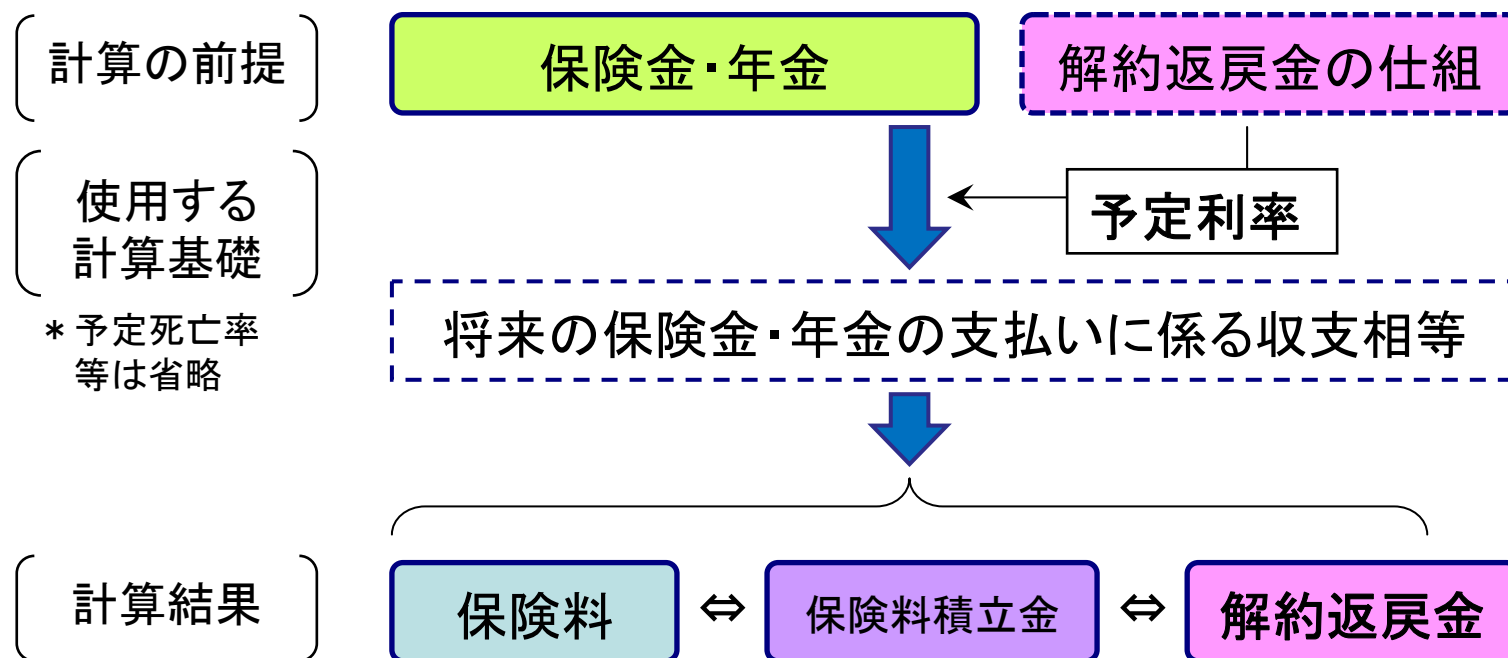 計算の前提
保険金・年金
解約返戻金の仕組
使用する
計算基礎
予定利率
*予定死亡率
等は省略
将来の保険金・年金の支払いに係る収支相等
計算結果
保険料 ⇔ 保険料積立金 ⇔ 解約返戻金